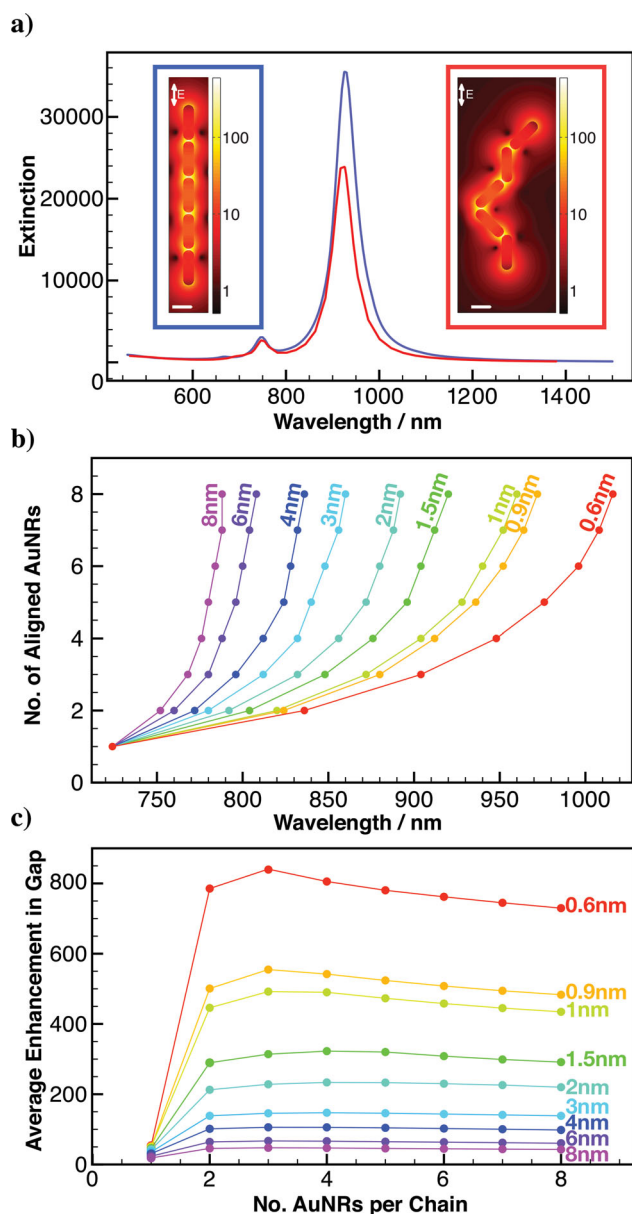 a)
E
100
10
1
E
100
10
1
30000
20000
10000
0
Extinction
600 800 1000 1200 1400
Wavelength / nm
b)
8nm 6nm 4nm 3nm 2nm 1.5nm 1nm 0.9nm 0.6nm
8
6
4
2
0
No. of Aligned AuNRs
750 800 850 900 950 1000
Wavelength / nm
c)
800
600
400
200
0
Average Enhancement in Gap
0.6nm
0.9nm
1nm
1.5nm
2nm
3nm
4nm
6nm
8nm
0 2 4 6 8
No. AuNRs per Chain